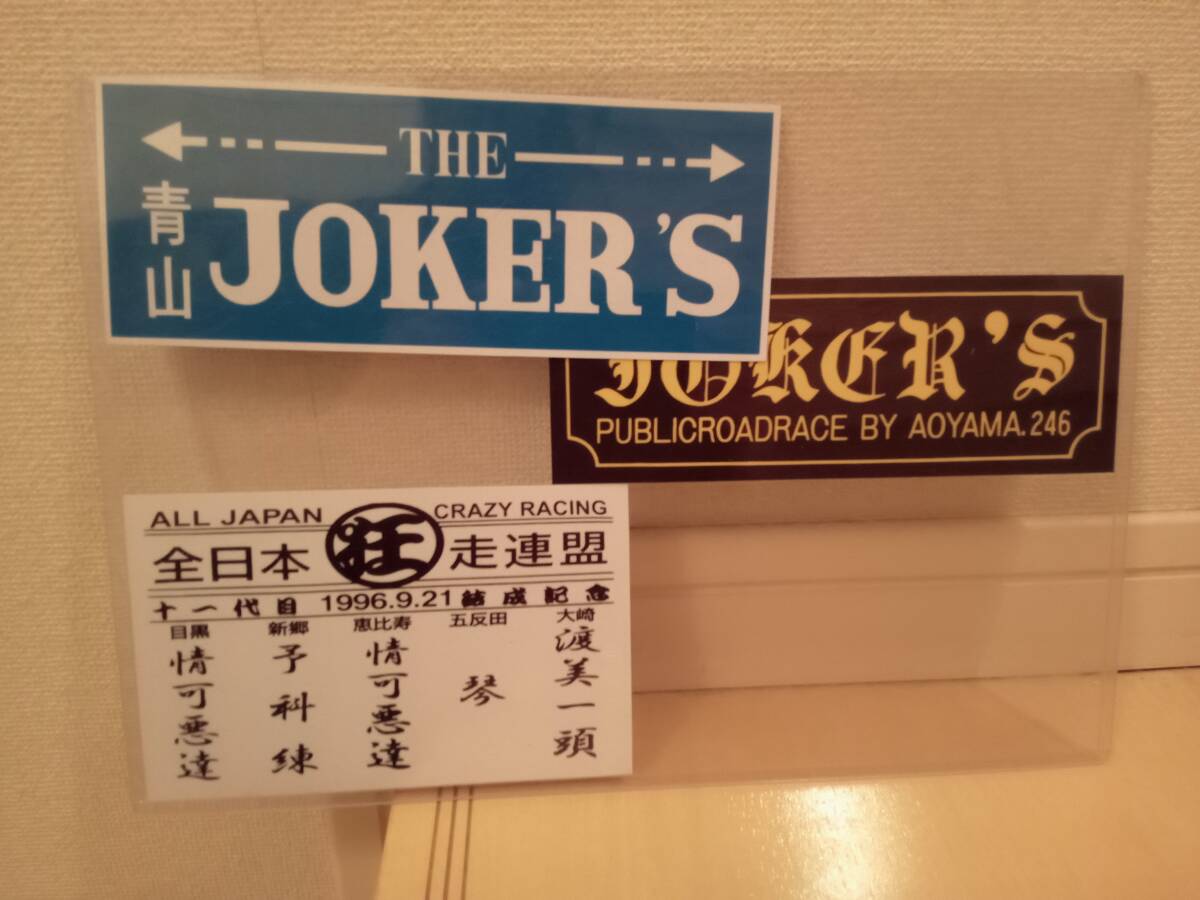 THE
青山
JOKER'S
JOKER'S
PUBLICROADRACE BY AOYAMA.246
ALL JAPAN CRAZY RACING
全日本 狂 走連盟
十一代目 1996.9.21 結成記念
目黒 新郷 恵比寿 五反田 大崎
情可悪達 予科練 情可悪達 琴 渡美一頭